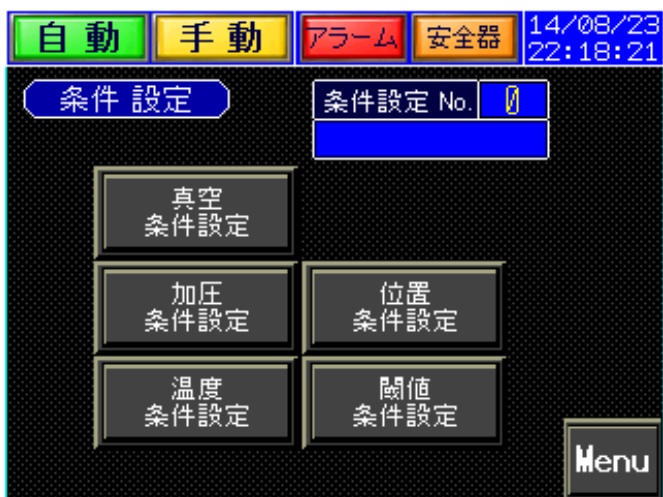 自動 手動 アラーム 安全器 14/08/23
22:18:21
条件 設定 条件設定 No. 0
真空
条件設定
加圧
条件設定
位置
条件設定
温度
条件設定
閾値
条件設定
Menu